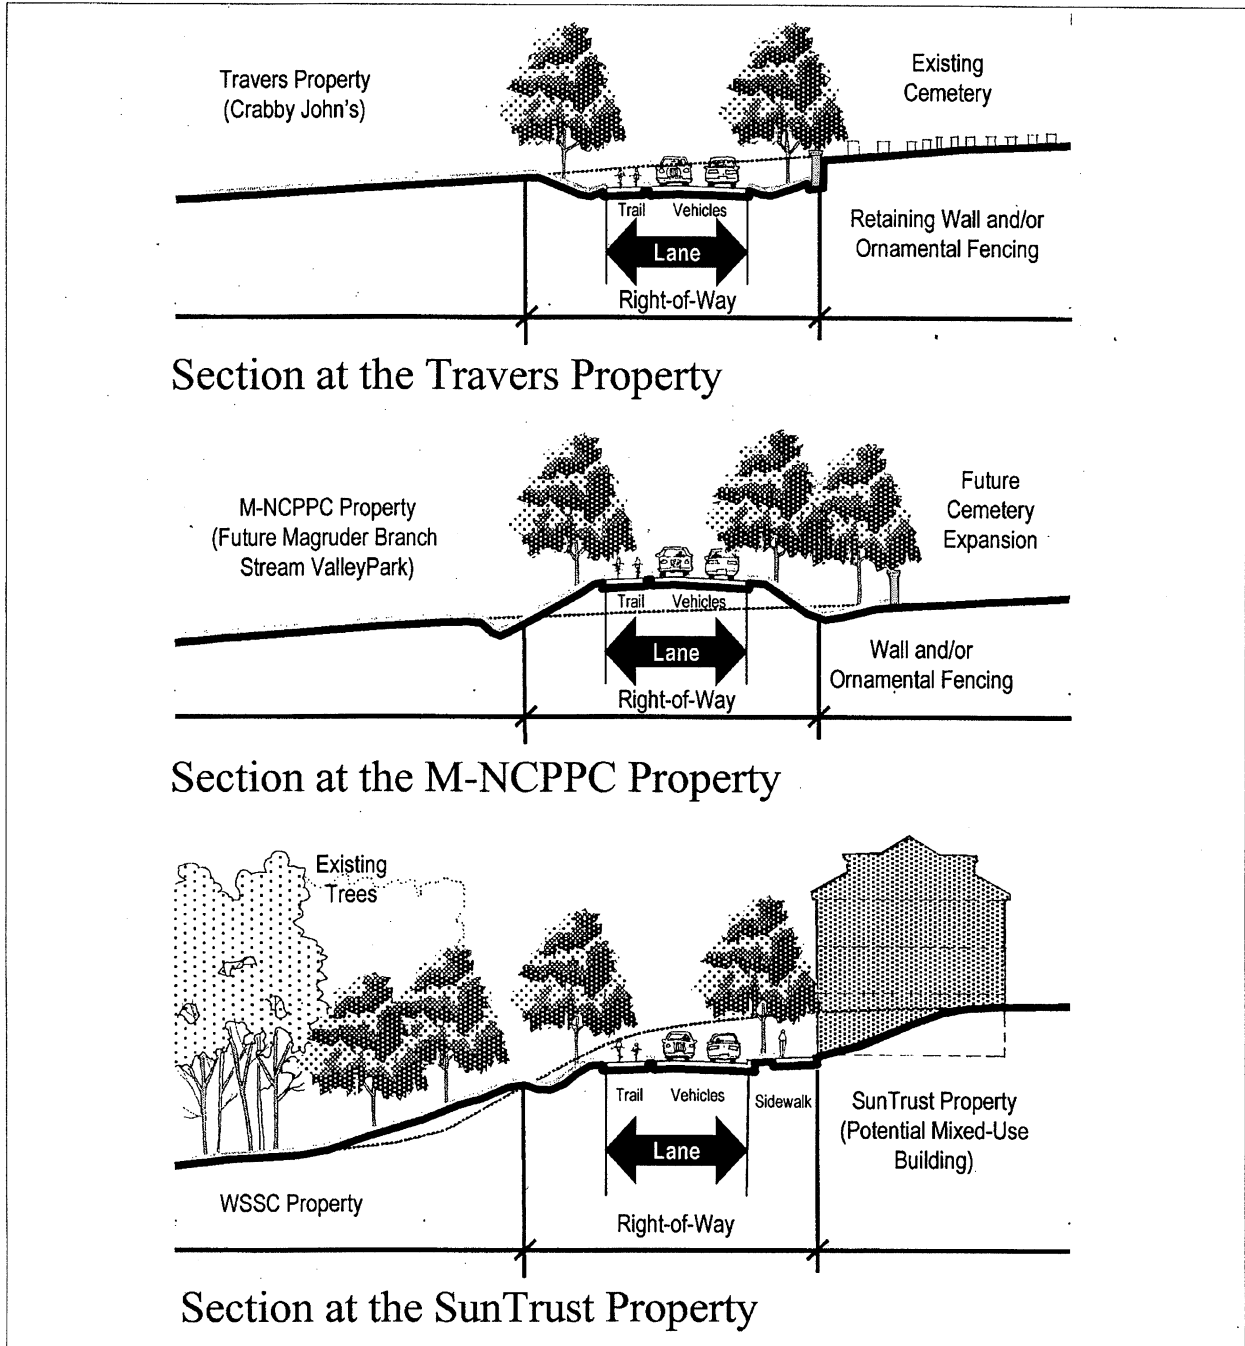 Travers Property
(Crabby John's)
Existing
Cemetery
Trail
Vehicles
Lane
Right-of-Way
Retaining Wall and/or
Ornamental Fencing
Section at the Travers Property
M-NCPPC Property
(Future Magruder Branch
Stream ValleyPark)
Future
Cemetery
Expansion
Trail
Vehicles
Lane
Right-of-Way
Wall and/or
Ornamental Fencing
Section at the M-NCPPC Property
Existing
Trees
Trail
Vehicles
Sidewalk
Lane
WSSC Property
Right-of-Way
SunTrust Property
(Potential Mixed-Use
Building)
Section at the SunTrust Property